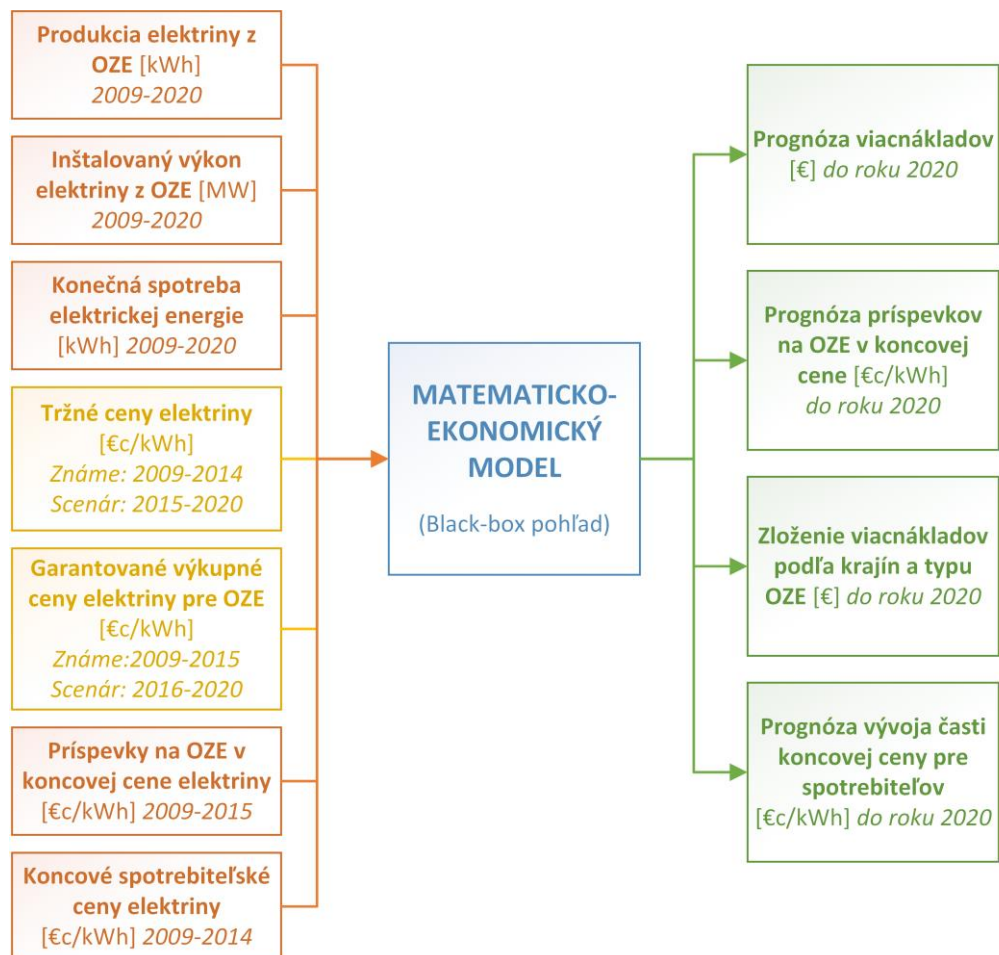 Produkcia elektriny z
OZE [kWh]
2009-2020
Inštalovaný výkon
elektriny z OZE [MW]
2009-2020
Konečná spotreba
elektrickej energie
[kWh] 2009-2020
Tržné ceny elektriny
[€c/kWh]
Známe: 2009-2014
Scenár: 2015-2020
Garantované výkupné
ceny elektriny pre OZE
[€c/kWh]
Známe:2009-2015
Scenár: 2016-2020
Príspevky na OZE v
koncovej cene elektriny
[€c/kWh] 2009-2015
Koncové spotrebiteľské
ceny elektriny
[€c/kWh] 2009-2014
MATEMATICKO-
EKONOMICKÝ
MODEL
(Black-box pohľad)
Prognóza viacnákladov
[€] do roku 2020
Prognóza príspevkov
na OZE v koncovej
cene [€c/kWh]
do roku 2020
Zloženie viacnákladov
podľa krajín a typu
OZE [€] do roku 2020
Prognóza vývoja časti
koncovej ceny pre
spotrebiteľov
[€c/kWh] do roku 2020